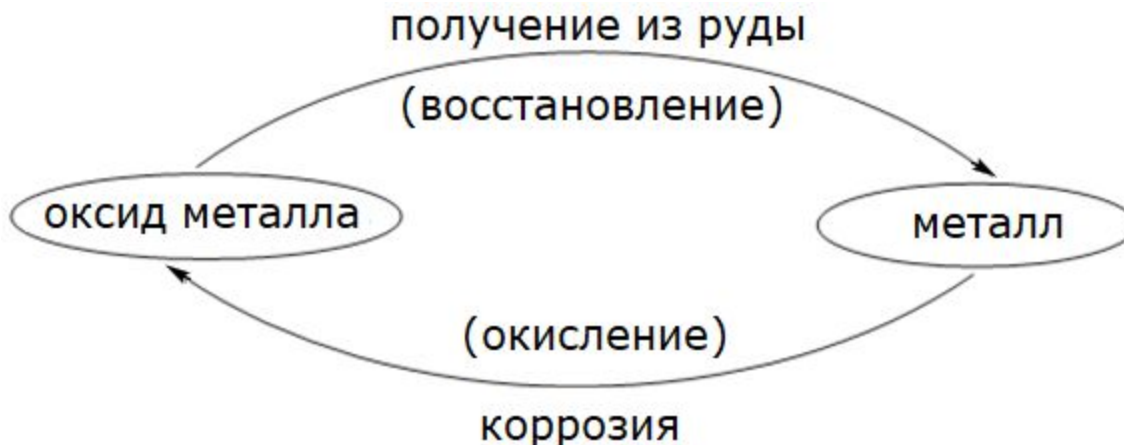 получение из руды
(восстановление)
оксид металла
металл
(окисление)
коррозия